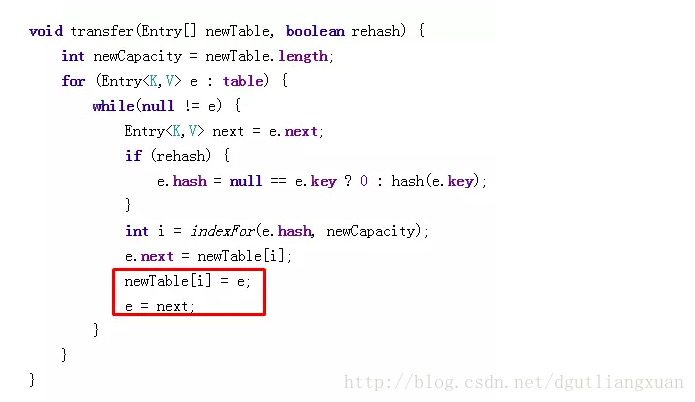 void transfer(Entry[] newTable, boolean rehash) {
    int newCapacity = newTable.length;
    for (Entry<K,V> e : table) {
        while(null != e) {
            Entry<K,V> next = e.next;
            if (rehash) {
                e.hash = null == e.key ? 0 : hash(e.key);
            }
            int i = indexFor(e.hash, newCapacity);
            e.next = newTable[i];
            newTable[i] = e;
            e = next;
        }
    }
}
http://blog.csdn.net/dgutliangxuan